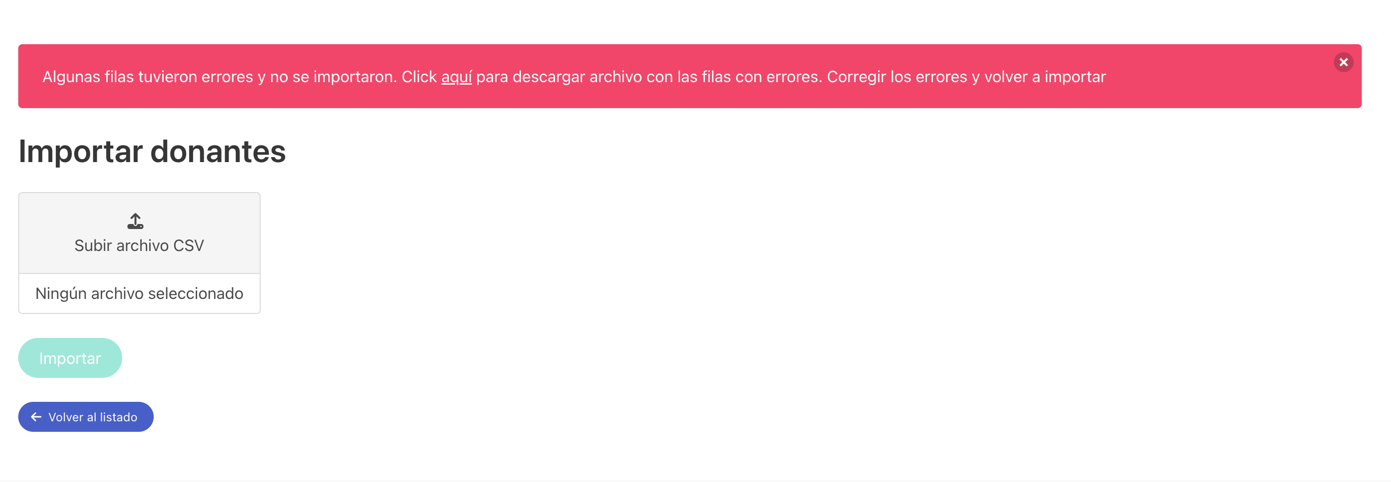 Algunas filas tuvieron errores y no se importaron. Click aquí para descargar archivo con las filas con errores. Corregir los errores y volver a importar
Importar donantes
Subir archivo CSV
Ningún archivo seleccionado
Importar
Volver al listado